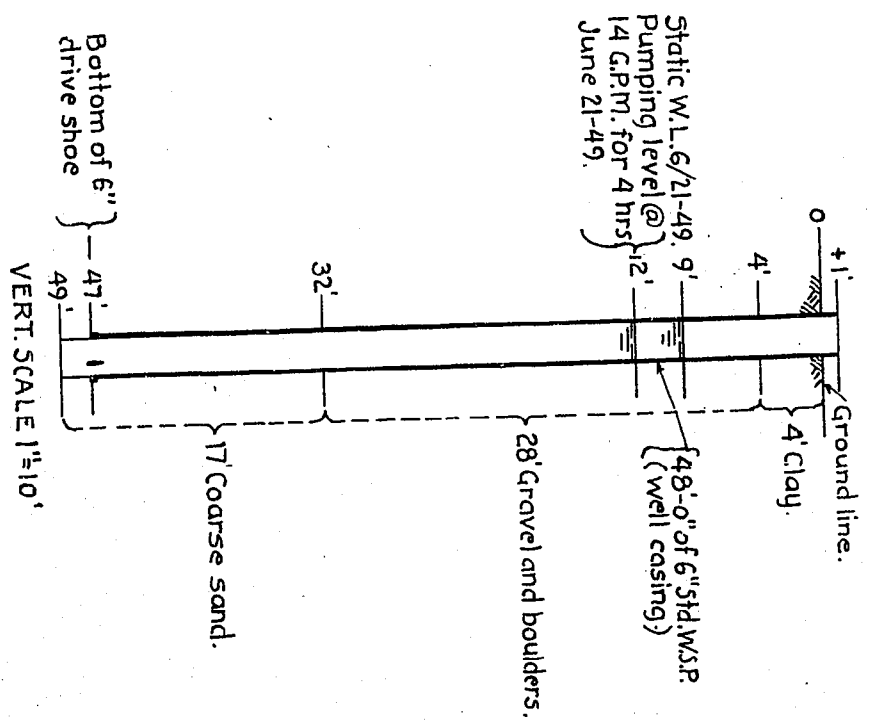 +1'
0
Ground line.
4'
4' Clay.
9'
Static W.L. 6/21-49.
12'
Pumping level @
14 G.P.M. for 4 hrs
June 21-49.
48'-0" of 6" Std. W.S.P.
(well casing.)
28' Gravel and boulders.
32'
17' Coarse sand.
47'
Bottom of 6"
drive shoe
49'
VERT. SCALE 1"=10'